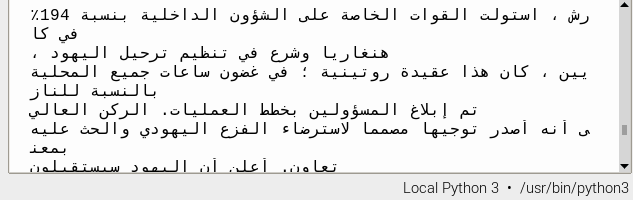 رش ، استولت القوات الخاصة على الشؤون الداخلية بنسبة 194٪
في كا
هنغاريا وشرع في تنظيم ترحيل اليهود ،
يين ، كان هذا عقيدة روتينية ؛ في غضون ساعات جميع المحلية
بالنسبة للناز
تم إبلاغ المسؤولين بخطط العمليات. الركن العالي
ى أنه أصدر توجيها مصمما لاسترضاء الفزع اليهودي والحث عليه
بمعن
تعاون. أعلن أن اليهود سيستقبلون
Local Python 3 • /usr/bin/python3